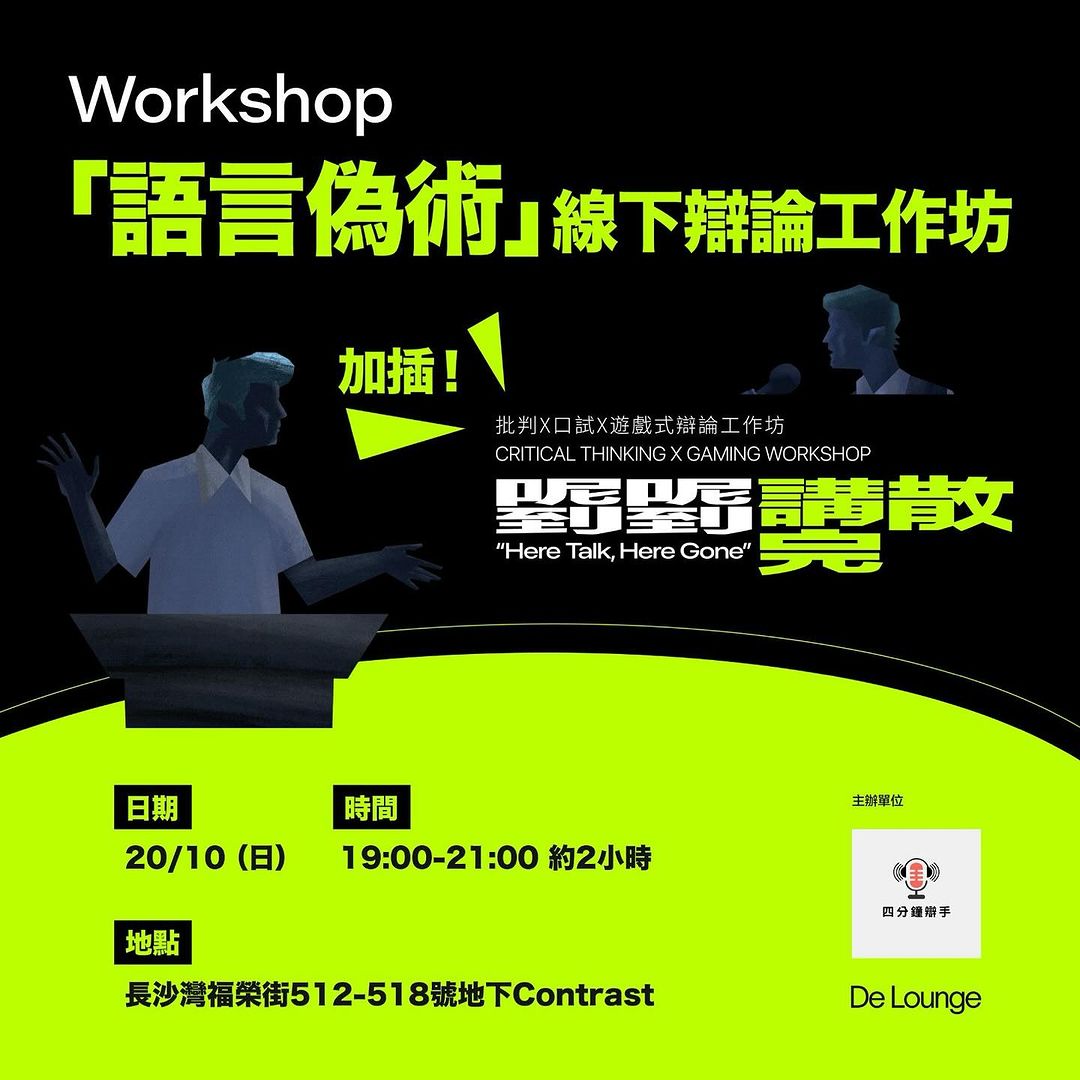 Workshop
「語言偽術」線下辯論工作坊
加插！
批判X口試X遊戲式辯論工作坊
CRITICAL THINKING X GAMING WORKSHOP
呢到呢到講完散
“Here Talk, Here Gone”
日期
20/10（日）
時間
19:00-21:00 約2小時
地點
長沙灣福榮街512-518號地下Contrast
主辦單位
四分鐘辯手
De Lounge